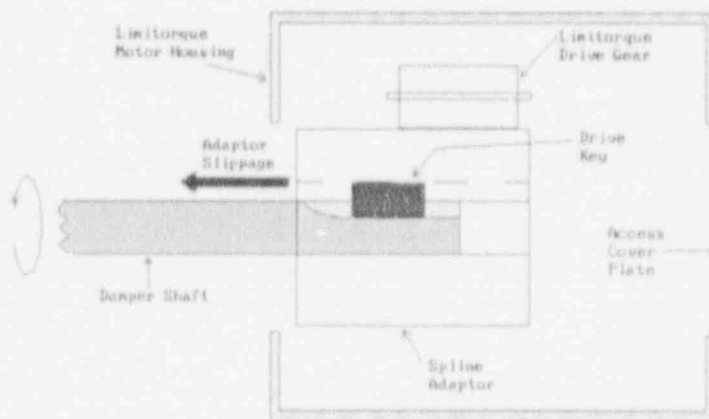 Limitorque
Motor Housing
Limitorque
Drive Gear
Adaptor
Slippage
Drive
Key
Access
Cover
Plate
Damper Shaft
Spline
Adaptor